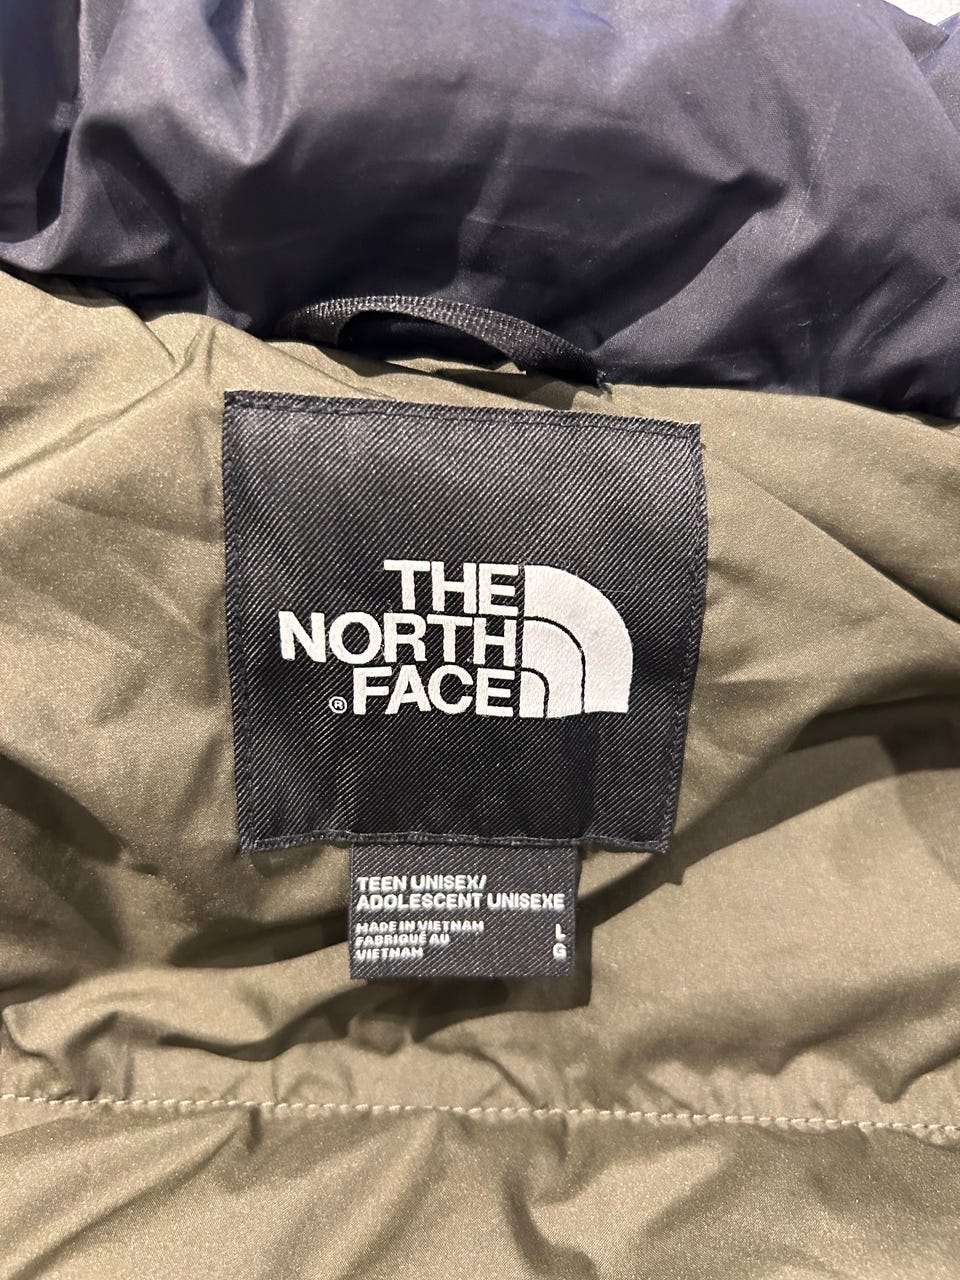 THE
NORTH
® FACE
TEEN UNISEX/
ADOLESCENT UNISEXE
MADE IN VIETNAM
FABRIQUÉ AU
VIETNAM
L
G